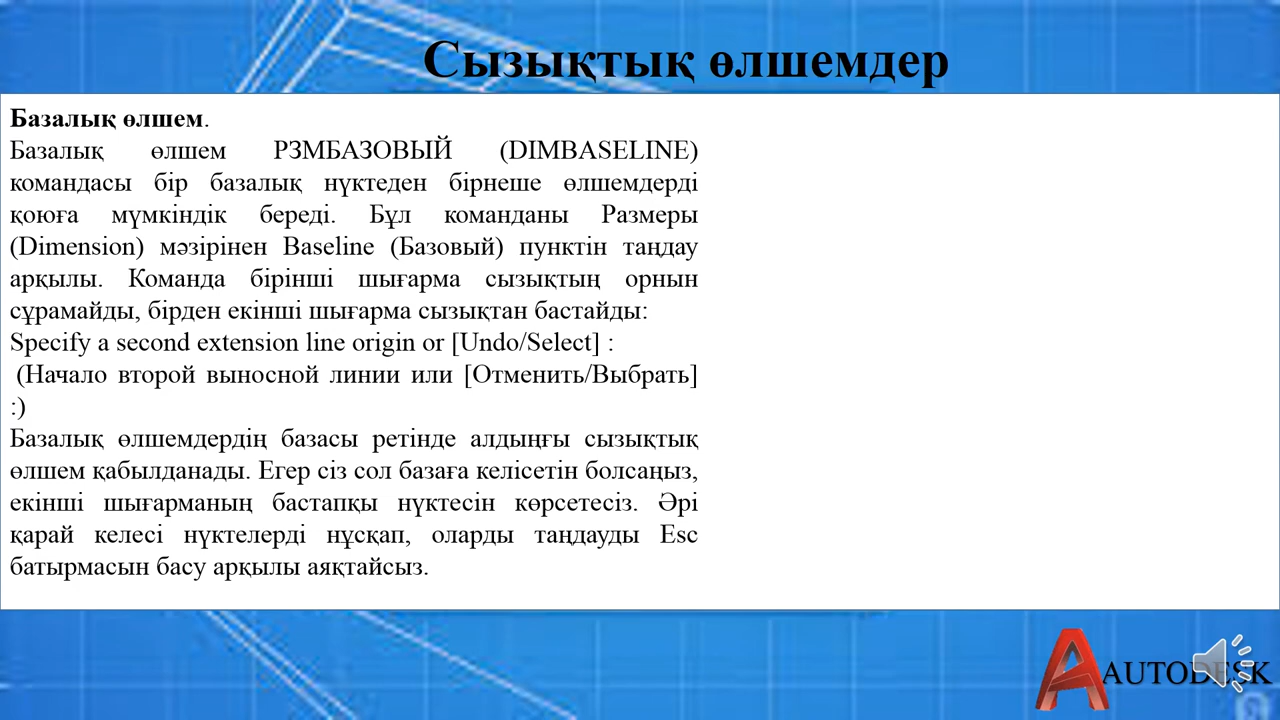 Сызықтық өлшемдер
Базалық өлшем.
Базалық өлшем РЗМБАЗОВЫЙ (DIMBASELINE)
командасы бір базалық нүктеден бірнеше өлшемдерді
қоюға мүмкіндік береді. Бұл команданы Размеры
(Dimension) мәзірінен Baseline (Базовый) пунктін таңдау
арқылы. Команда бірінші шығарма сызықтың орнын
сұрамайды, бірден екінші шығарма сызықтан бастайды:
Specify a second extension line origin or [Undo/Select] :
(Начало второй выносной линии или [Отменить/Выбрать]
:)
Базалық өлшемдердің базасы ретінде алдыңғы сызықтық
өлшем қабылданады. Егер сіз сол базаға келісетін болсаңыз,
екінші шығарманың бастапқы нүктесін көрсетесіз. Әрі
қарай келесі нүктелерді нұсқап, оларды таңдауды Esc
батырмасын басу арқылы аяқтайсыз.
AUTODESK